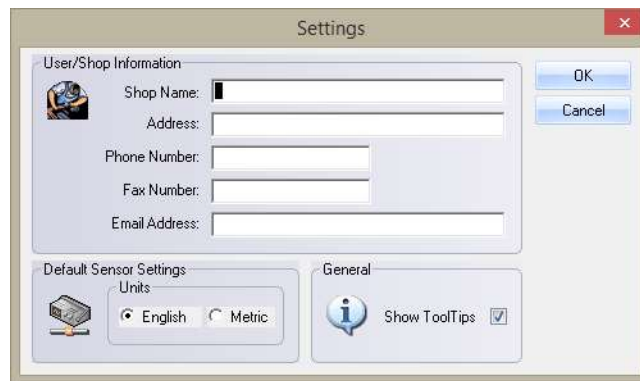 Settings
User/Shop Information
Shop Name:
Address:
Phone Number:
Fax Number:
Email Address:
OK
Cancel
Default Sensor Settings
Units
English
Metric
General
Show ToolTips